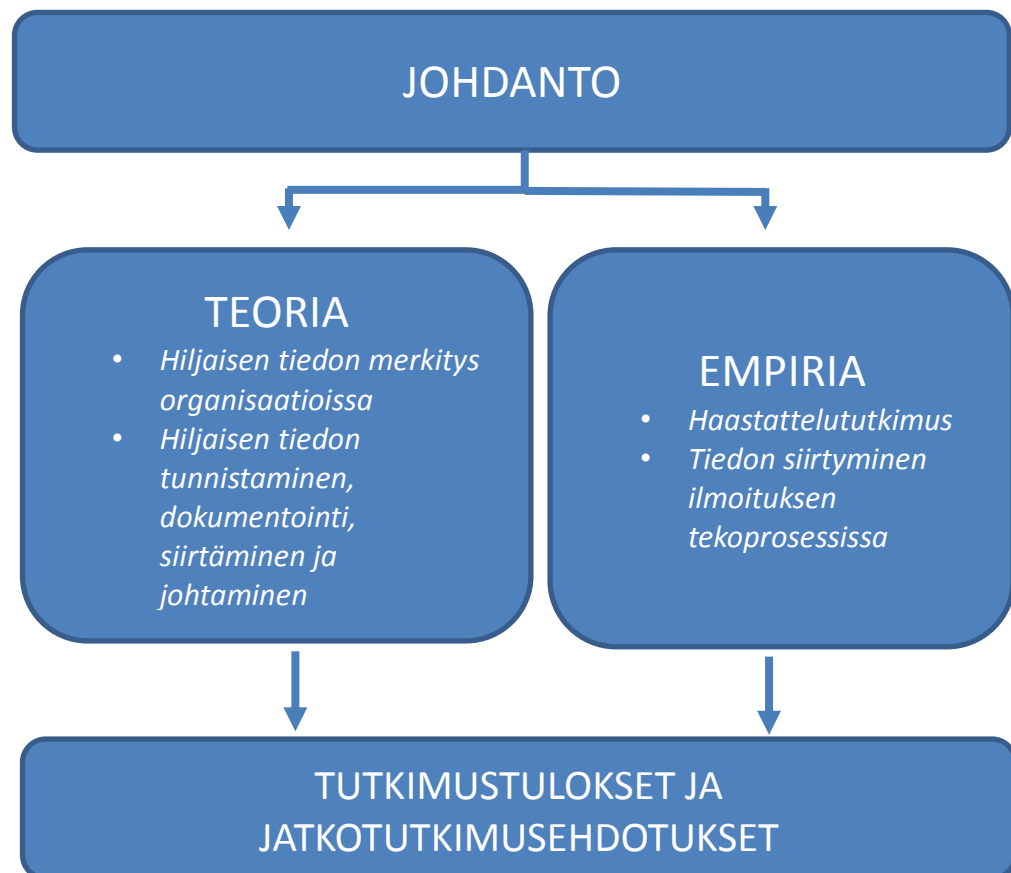 JOHDANTO
TEORIA
• Hiljaisen tiedon merkitys
organisaatioissa
• Hiljaisen tiedon
tunnistaminen,
dokumentointi,
siirtäminen ja
johtaminen
EMPIRIA
• Haastattelututkimus
• Tiedon siirtyminen
ilmoituksen
tekoprosessissa
TUTKIMUSTULOKSET JA
JATKOTUTKIMUSEHDOTUKSET